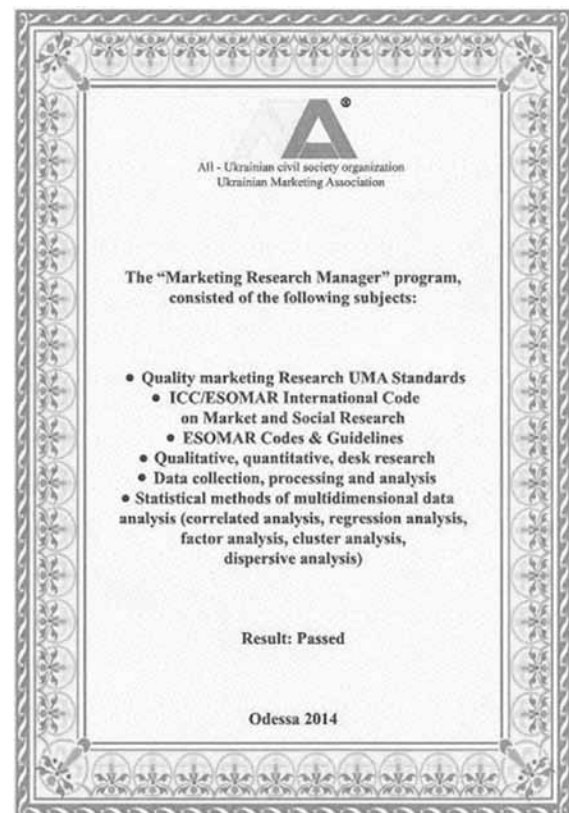 A®
All - Ukrainian civil society organization
Ukrainian Marketing Association
The “Marketing Research Manager” program,
consisted of the following subjects:
● Quality marketing Research UMA Standards
● ICC/ESOMAR International Code
on Market and Social Research
● ESOMAR Codes & Guidelines
● Qualitative, quantitative, desk research
● Data collection, processing and analysis
● Statistical methods of multidimensional data
analysis (correlated analysis, regression analysis,
factor analysis, cluster analysis,
dispersive analysis)
Result: Passed
Odessa 2014